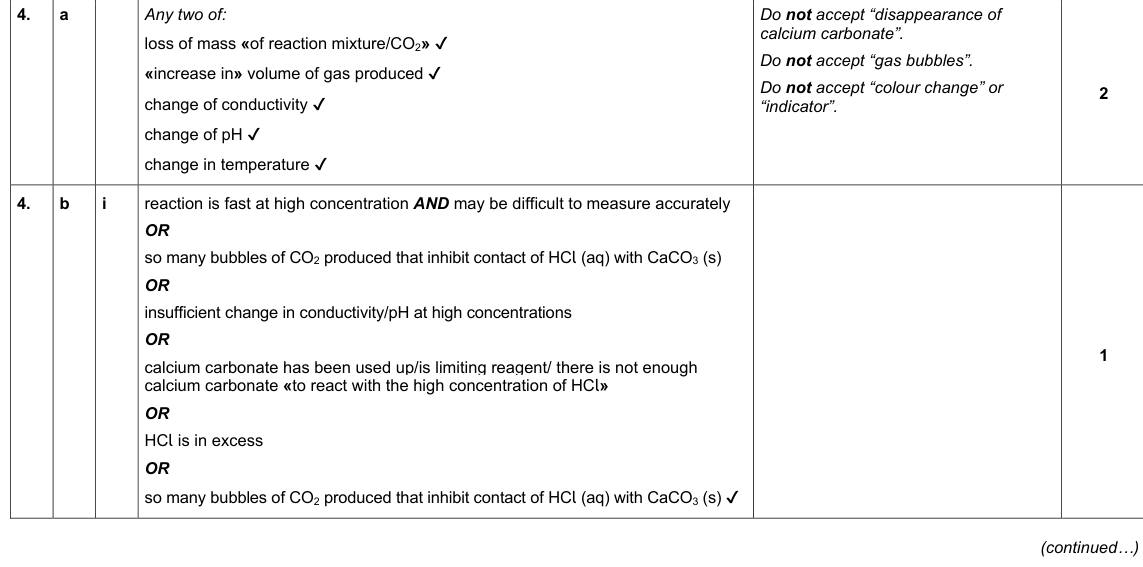 4. a Any two of:
loss of mass «of reaction mixture/CO₂» ✓
«increase in» volume of gas produced ✓
change of conductivity ✓
change of pH ✓
change in temperature ✓
Do not accept “disappearance of
calcium carbonate”.
Do not accept “gas bubbles”.
Do not accept “colour change” or
“indicator”.
2
4. b i reaction is fast at high concentration AND may be difficult to measure accurately
OR
so many bubbles of CO₂ produced that inhibit contact of HCl (aq) with CaCO₃ (s)
OR
insufficient change in conductivity/pH at high concentrations
OR
calcium carbonate has been used up/is limiting reagent/ there is not enough
calcium carbonate «to react with the high concentration of HCl»
OR
HCl is in excess
OR
so many bubbles of CO₂ produced that inhibit contact of HCl (aq) with CaCO₃ (s) ✓
1
(continued…)